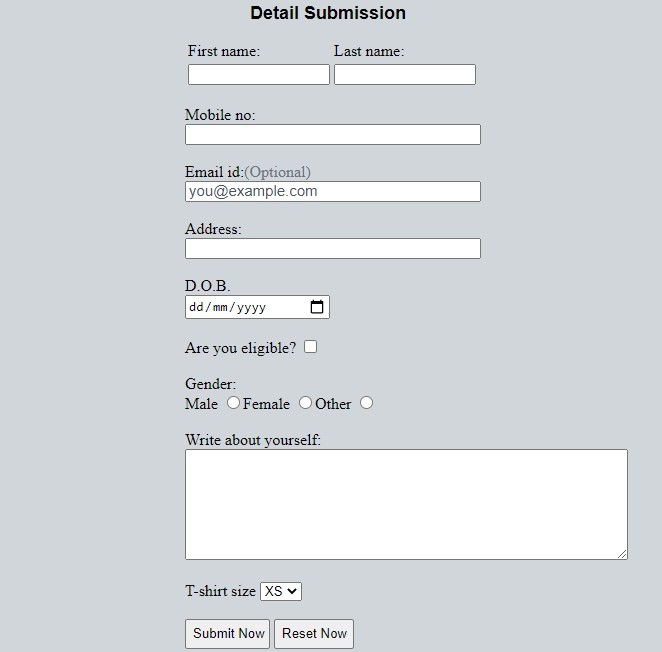 Detail Submission
First name: Last name:
Mobile no:
Email id:(Optional)
you@example.com
Address:
D.O.B.
dd/mm/yyyy
Are you eligible?
Gender:
Male Female Other
Write about yourself:
T-shirt size XS
Submit Now Reset Now